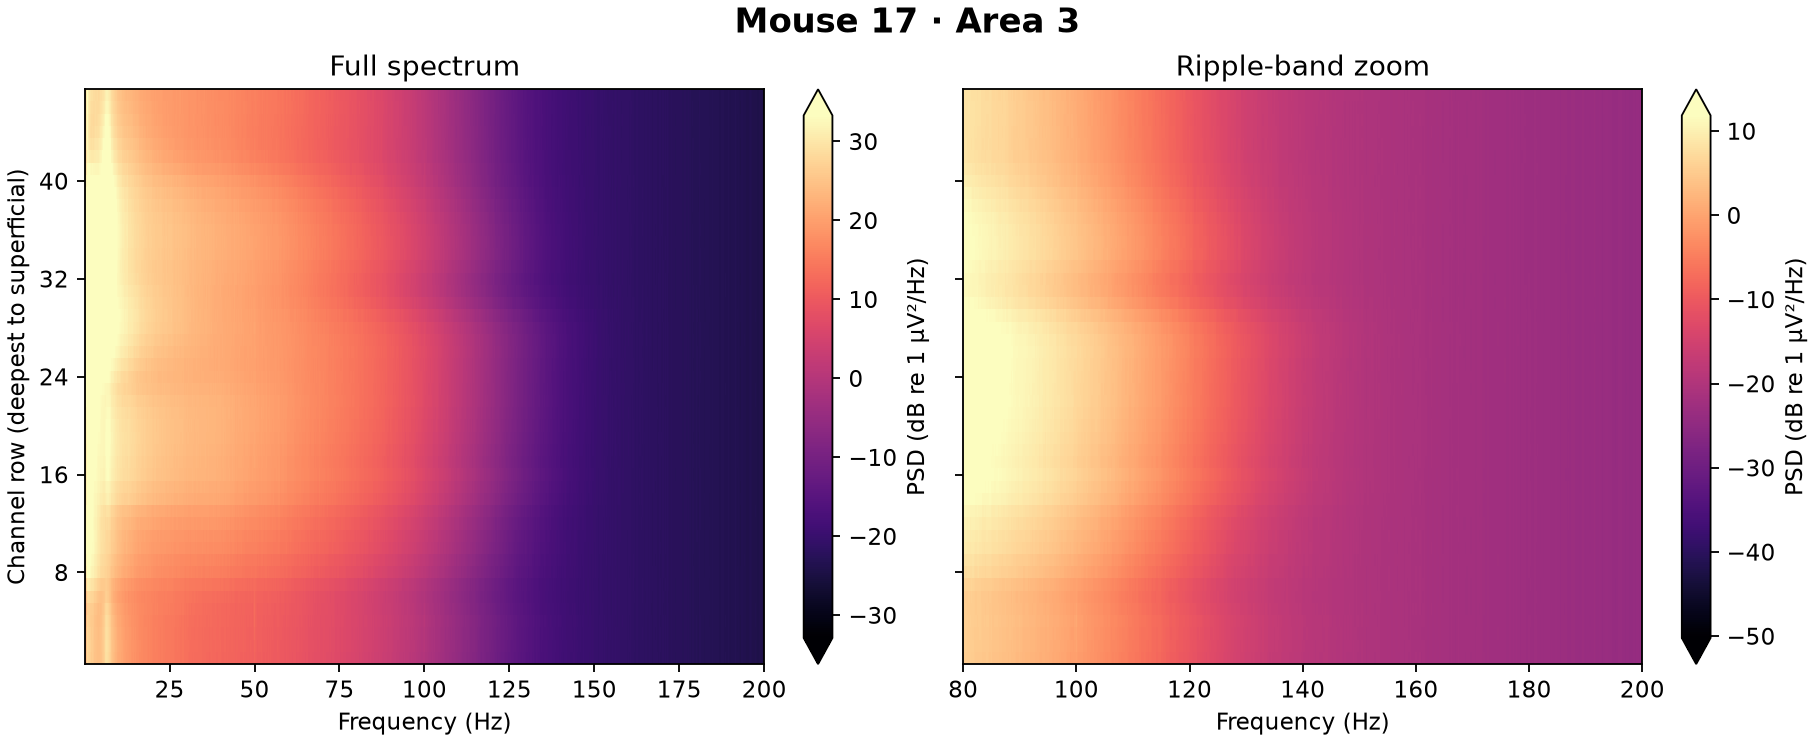 Mouse 17 · Area 3
Full spectrum
Channel row (deepest to superficial)
40
32
24
16
8
25 50 75 100 125 150 175 200
Frequency (Hz)
30
20
10
0
−10
−20
−30
PSD (dB re 1 µV²/Hz)
Ripple-band zoom
80 100 120 140 160 180 200
Frequency (Hz)
10
0
−10
−20
−30
−40
−50
PSD (dB re 1 µV²/Hz)